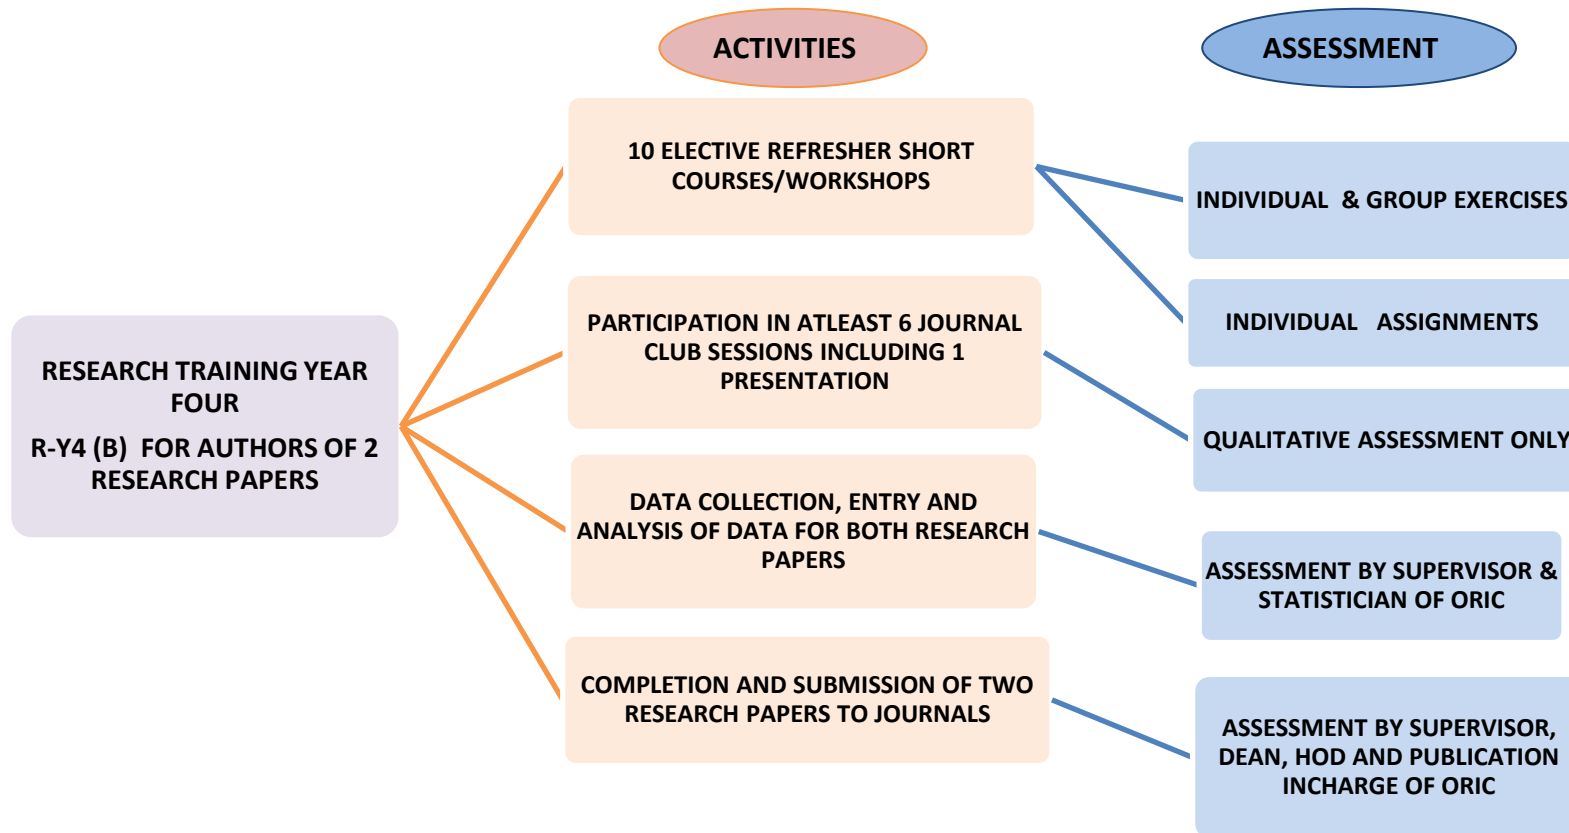 ACTIVITIES
ASSESSMENT
10 ELECTIVE REFRESHER SHORT
COURSES/WORKSHOPS
INDIVIDUAL & GROUP EXERCISES
INDIVIDUAL ASSIGNMENTS
PARTICIPATION IN ATLEAST 6 JOURNAL
CLUB SESSIONS INCLUDING 1
PRESENTATION
QUALITATIVE ASSESSMENT ONLY
RESEARCH TRAINING YEAR
FOUR
R-Y4 (B) FOR AUTHORS OF 2
RESEARCH PAPERS
DATA COLLECTION, ENTRY AND
ANALYSIS OF DATA FOR BOTH RESEARCH
PAPERS
ASSESSMENT BY SUPERVISOR &
STATISTICIAN OF ORIC
COMPLETION AND SUBMISSION OF TWO
RESEARCH PAPERS TO JOURNALS
ASSESSMENT BY SUPERVISOR,
DEAN, HOD AND PUBLICATION
INCHARGE OF ORIC